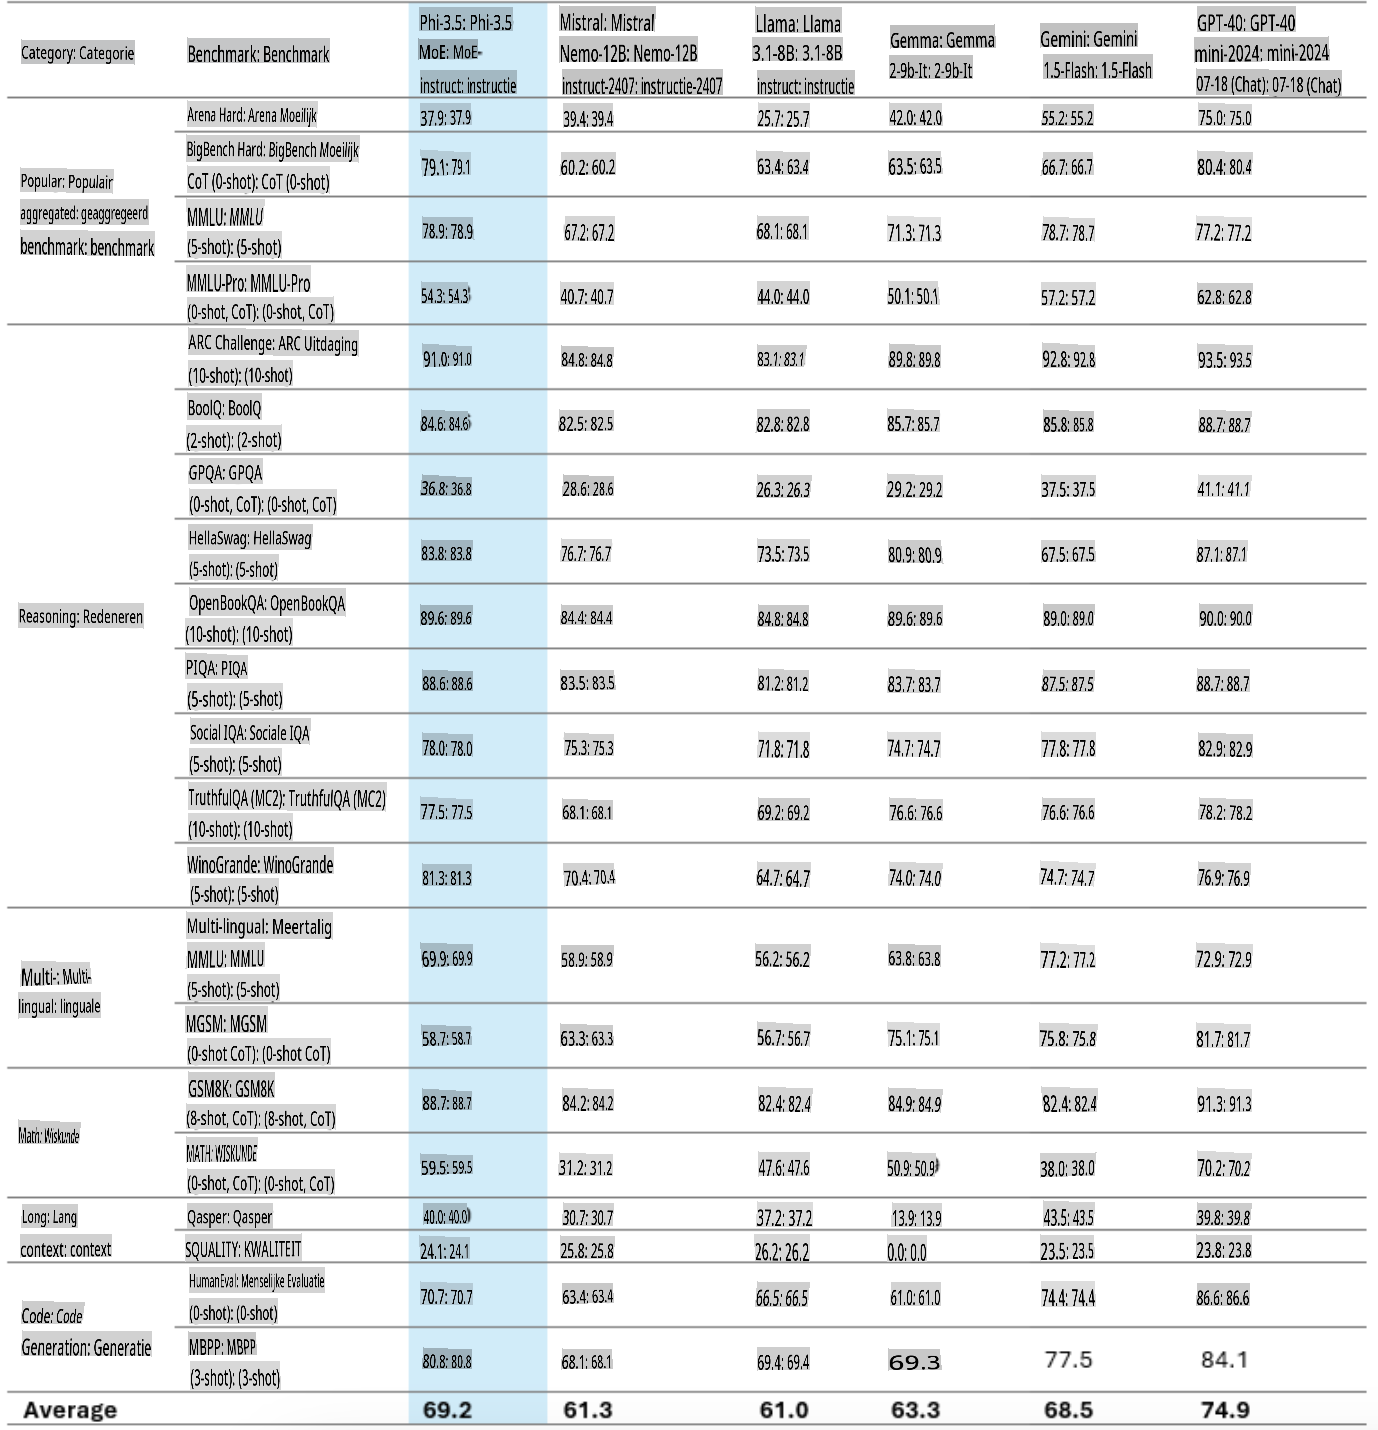 Category: Categorie
Benchmark: Benchmark
Phi-3.5: Phi-3.5
MoE: MoE-
instruct: instructie
Mistral: Mistral
Nemo-12B: Nemo-12B
instruct-2407: instructie-2407
Llama: Llama
3.1-8B: 3.1-8B
instruct: instructie
Gemma: Gemma
2-9b-It: 2-9b-It
Gemini: Gemini
1.5-Flash: 1.5-Flash
GPT-40: GPT-40
mini-2024: mini-2024
07-18 (Chat): 07-18 (Chat)
Popular: Populair
aggregated: geaggregeerd
benchmark: benchmark
Arena Hard: Arena Moeilijk
37.9: 37.9
39.4: 39.4
25.7: 25.7
42.0: 42.0
55.2: 55.2
75.0: 75.0
BigBench Hard: BigBench Moeilijk
CoT (0-shot): CoT (0-shot)
79.1: 79.1
60.2: 60.2
63.4: 63.4
63.5: 63.5
66.7: 66.7
80.4: 80.4
MMLU: MMLU
(5-shot): (5-shot)
78.9: 78.9
67.2: 67.2
68.1: 68.1
71.3: 71.3
78.7: 78.7
77.2: 77.2
MMLU-Pro: MMLU-Pro
(0-shot, CoT): (0-shot, CoT)
54.3: 54.3
40.7: 40.7
44.0: 44.0
50.1: 50.1
57.2: 57.2
62.8: 62.8
Reasoning: Redeneren
ARC Challenge: ARC Uitdaging
(10-shot): (10-shot)
91.0: 91.0
84.8: 84.8
83.1: 83.1
89.8: 89.8
92.8: 92.8
93.5: 93.5
BoolQ: BoolQ
(2-shot): (2-shot)
84.6: 84.6
82.5: 82.5
82.8: 82.8
85.7: 85.7
85.8: 85.8
88.7: 88.7
GPQA: GPQA
(0-shot, CoT): (0-shot, CoT)
36.8: 36.8
28.6: 28.6
26.3: 26.3
29.2: 29.2
37.5: 37.5
41.1: 41.1
HellaSwag: HellaSwag
(5-shot): (5-shot)
83.8: 83.8
76.7: 76.7
73.5: 73.5
80.9: 80.9
67.5: 67.5
87.1: 87.1
OpenBookQA: OpenBookQA
(10-shot): (10-shot)
89.6: 89.6
84.4: 84.4
84.8: 84.8
89.6: 89.6
89.0: 89.0
90.0: 90.0
PIQA: PIQA
(5-shot): (5-shot)
88.6: 88.6
83.5: 83.5
81.2: 81.2
83.7: 83.7
87.5: 87.5
88.7: 88.7
Social IQA: Sociale IQA
(5-shot): (5-shot)
78.0: 78.0
75.3: 75.3
71.8: 71.8
74.7: 74.7
77.8: 77.8
82.9: 82.9
TruthfulQA (MC2): TruthfulQA (MC2)
(10-shot): (10-shot)
77.5: 77.5
68.1: 68.1
69.2: 69.2
76.6: 76.6
76.6: 76.6
78.2: 78.2
WinoGrande: WinoGrande
(5-shot): (5-shot)
81.3: 81.3
70.4: 70.4
64.7: 64.7
74.0: 74.0
74.7: 74.7
76.9: 76.9
Multi-: Multi-
lingual: linguale
Multi-lingual: Meertalig
MMLU: MMLU
(5-shot): (5-shot)
69.9: 69.9
58.9: 58.9
56.2: 56.2
63.8: 63.8
77.2: 77.2
72.9: 72.9
MGSM: MGSM
(0-shot CoT): (0-shot CoT)
58.7: 58.7
63.3: 63.3
56.7: 56.7
75.1: 75.1
75.8: 75.8
81.7: 81.7
Math: Wiskunde
GSM8K: GSM8K
(8-shot, CoT): (8-shot, CoT)
88.7: 88.7
84.2: 84.2
82.4: 82.4
84.9: 84.9
82.4: 82.4
91.3: 91.3
MATH: WISKUNDE
(0-shot, CoT): (0-shot, CoT)
59.5: 59.5
31.2: 31.2
47.6: 47.6
50.9: 50.9
38.0: 38.0
70.2: 70.2
Long: Lang
context: context
Qasper: Qasper
40.0: 40.0
30.7: 30.7
37.2: 37.2
13.9: 13.9
43.5: 43.5
39.8: 39.8
SQUALITY: KWALITEIT
24.1: 24.1
25.8: 25.8
26.2: 26.2
0.0: 0.0
23.5: 23.5
23.8: 23.8
Code: Code
Generation: Generatie
HumanEval: Menselijke Evaluatie
(0-shot): (0-shot)
70.7: 70.7
63.4: 63.4
66.5: 66.5
61.0: 61.0
74.4: 74.4
86.6: 86.6
MBPP: MBPP
(3-shot): (3-shot)
80.8: 80.8
68.1: 68.1
69.4: 69.4
69.3
77.5
84.1
Average
69.2
61.3
61.0
63.3
68.5
74.9